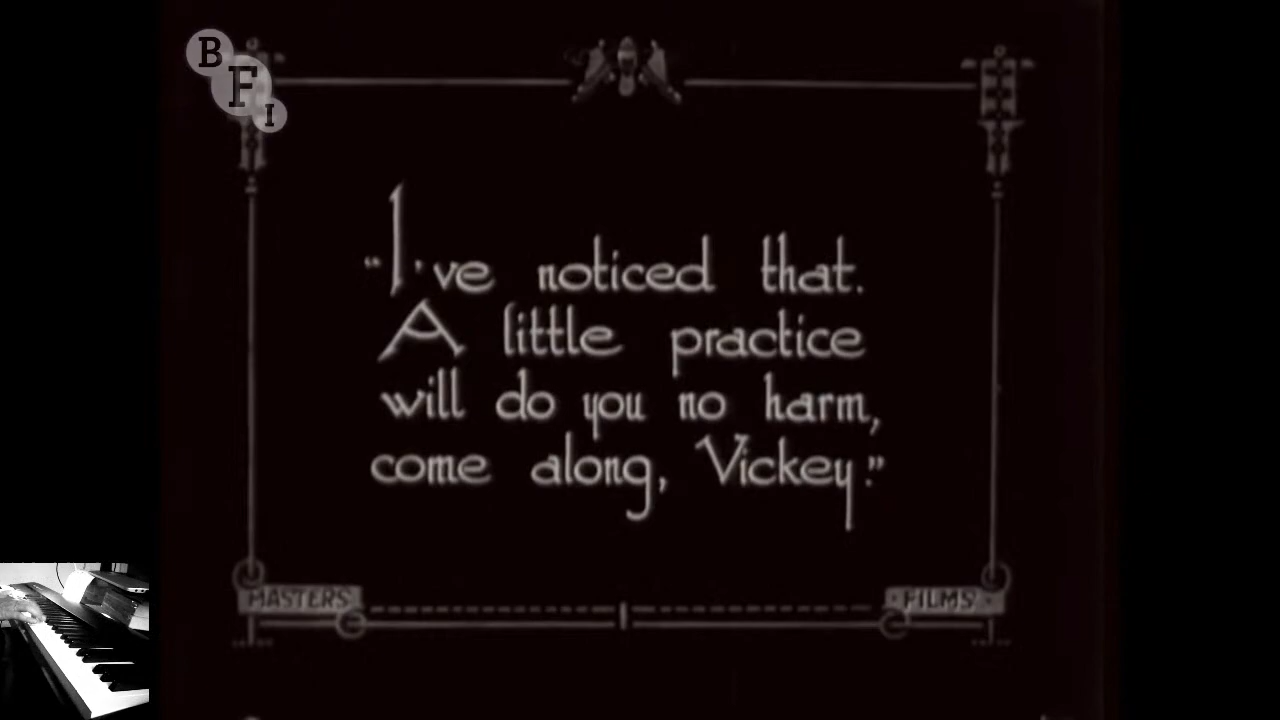 BFI
“I've noticed that.
A little practice
will do you no harm,
come along, Vickey.”
MASTERS FILMS